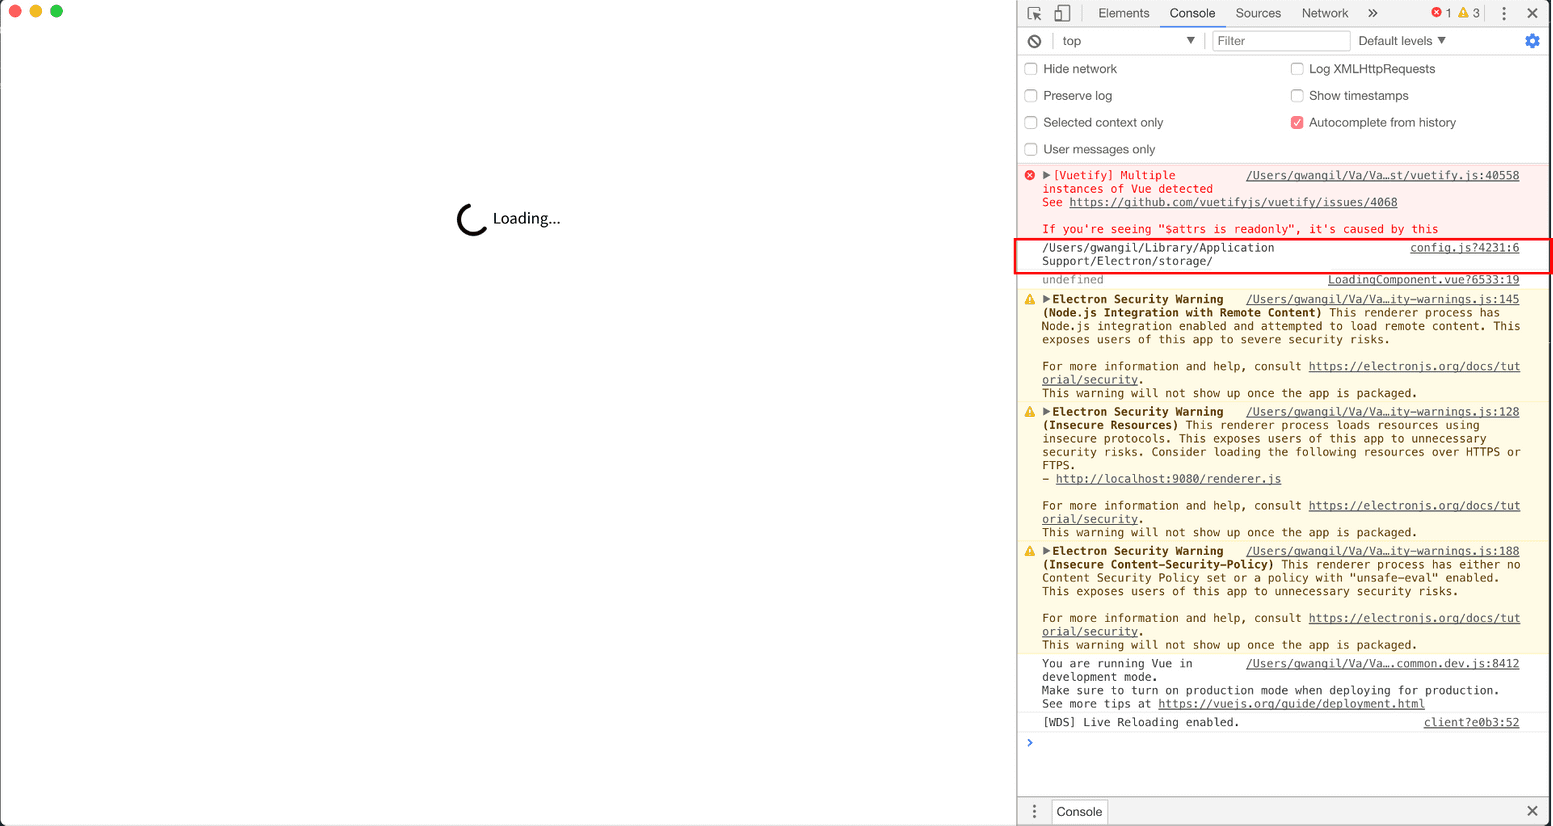 Loading...
Elements Console Sources Network » 1 3
top Filter Default levels
Hide network Log XMLHttpRequests
Preserve log Show timestamps
Selected context only Autocomplete from history
User messages only
[Vuetify] Multiple /Users/gwangil/Va/Va…st/vuetify.js:40558
instances of Vue detected
See https://github.com/vuetifyjs/vuetify/issues/4068
If you're seeing "$attrs is readonly", it's caused by this
/Users/gwangil/Library/Application config.js?4231:6
Support/Electron/storage/
undefined LoadingComponent.vue?6533:19
Electron Security Warning /Users/gwangil/Va/Va…ity-warnings.js:145
(Node.js Integration with Remote Content) This renderer process has
Node.js integration enabled and attempted to load remote content. This
exposes users of this app to severe security risks.
For more information and help, consult https://electronjs.org/docs/tut
orial/security.
This warning will not show up once the app is packaged.
Electron Security Warning /Users/gwangil/Va/Va…ity-warnings.js:128
(Insecure Resources) This renderer process loads resources using
insecure protocols. This exposes users of this app to unnecessary
security risks. Consider loading the following resources over HTTPS or
FTPS.
- http://localhost:9080/renderer.js
For more information and help, consult https://electronjs.org/docs/tut
orial/security.
This warning will not show up once the app is packaged.
Electron Security Warning /Users/gwangil/Va/Va…ity-warnings.js:188
(Insecure Content-Security-Policy) This renderer process has either no
Content Security Policy set or a policy with "unsafe-eval" enabled.
This exposes users of this app to unnecessary security risks.
For more information and help, consult https://electronjs.org/docs/tut
orial/security.
This warning will not show up once the app is packaged.
You are running Vue in /Users/gwangil/Va/Va….common.dev.js:8412
development mode.
Make sure to turn on production mode when deploying for production.
See more tips at https://vuejs.org/guide/deployment.html
[WDS] Live Reloading enabled. client?e0b3:52
Console